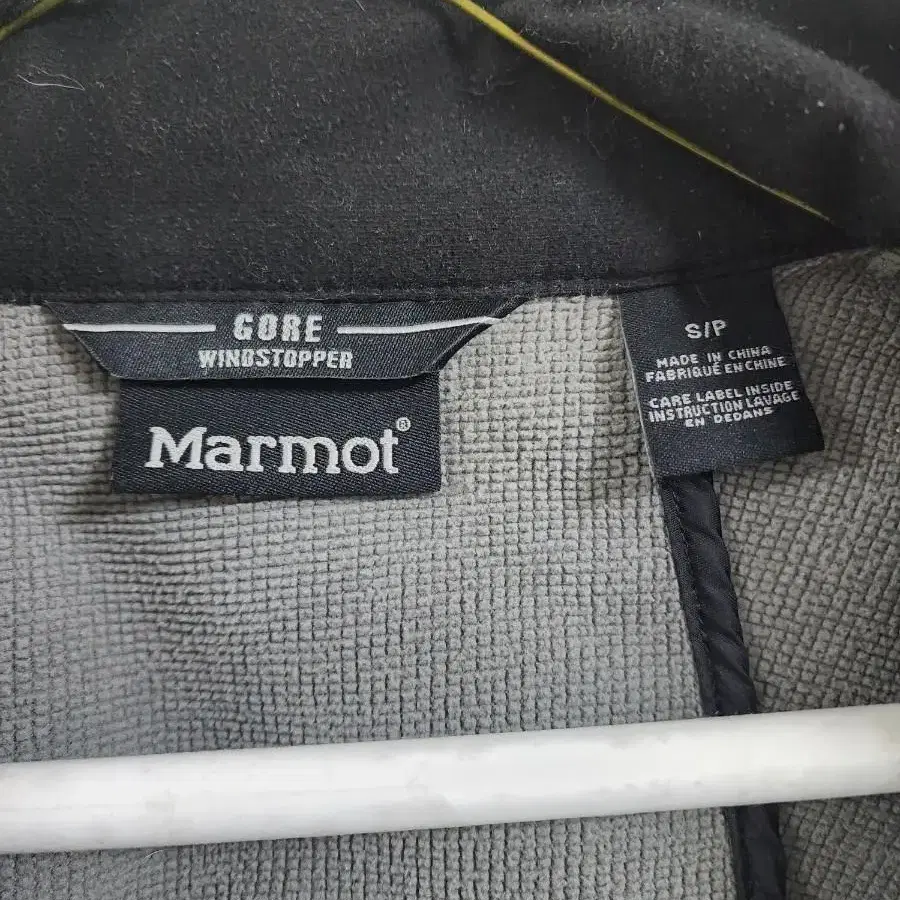 GORE
WINDSTOPPER
Marmot®
S/P
MADE IN CHINA
FABRIQUÉ EN CHINE
CARE LABEL INSIDE
INSTRUCTION LAVAGE
EN DEDANS